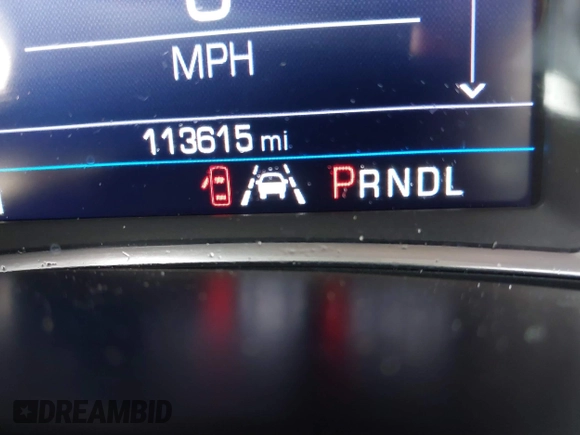 MPH
113615 mi
PRNDL
DREAMBID